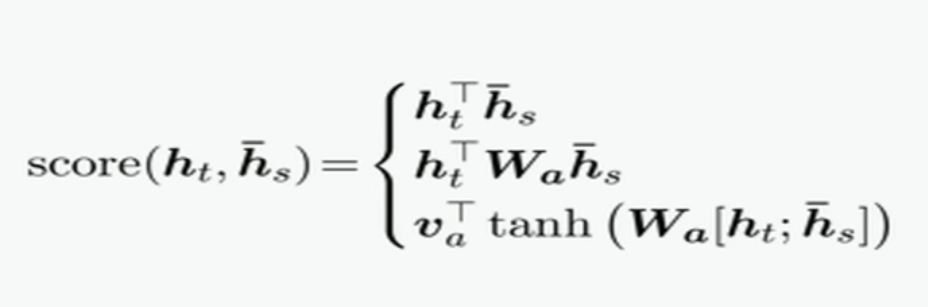 score(h_t, h̄_s) = {
h_t^⊤ h̄_s
h_t^⊤ W_a h̄_s
v_a^⊤ tanh (W_a[h_t; h̄_s])